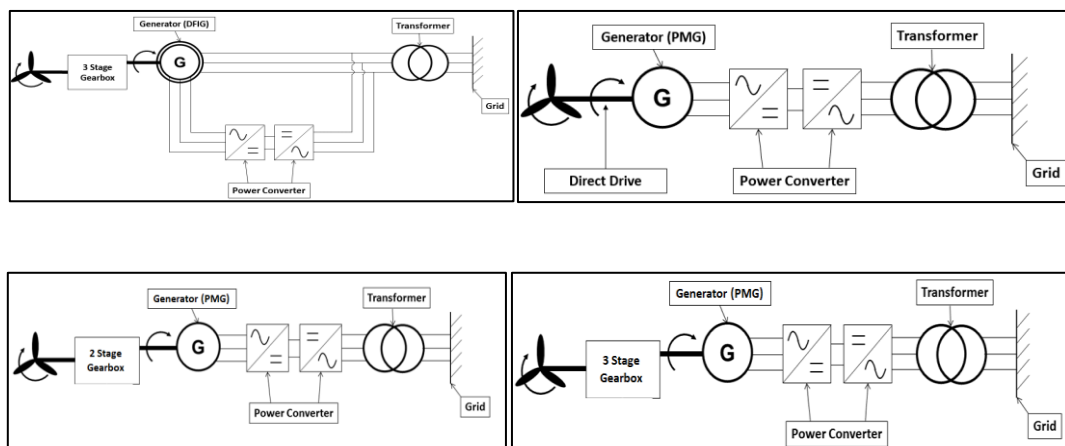 Generator (DFIG)
Transformer
3 Stage
Gearbox
G
Grid
Power Converter
Generator (PMG)
Transformer
G
Direct Drive
Power Converter
Grid
Generator (PMG)
Transformer
2 Stage
Gearbox
G
Power Converter
Grid
Generator (PMG)
Transformer
3 Stage
Gearbox
G
Power Converter
Grid